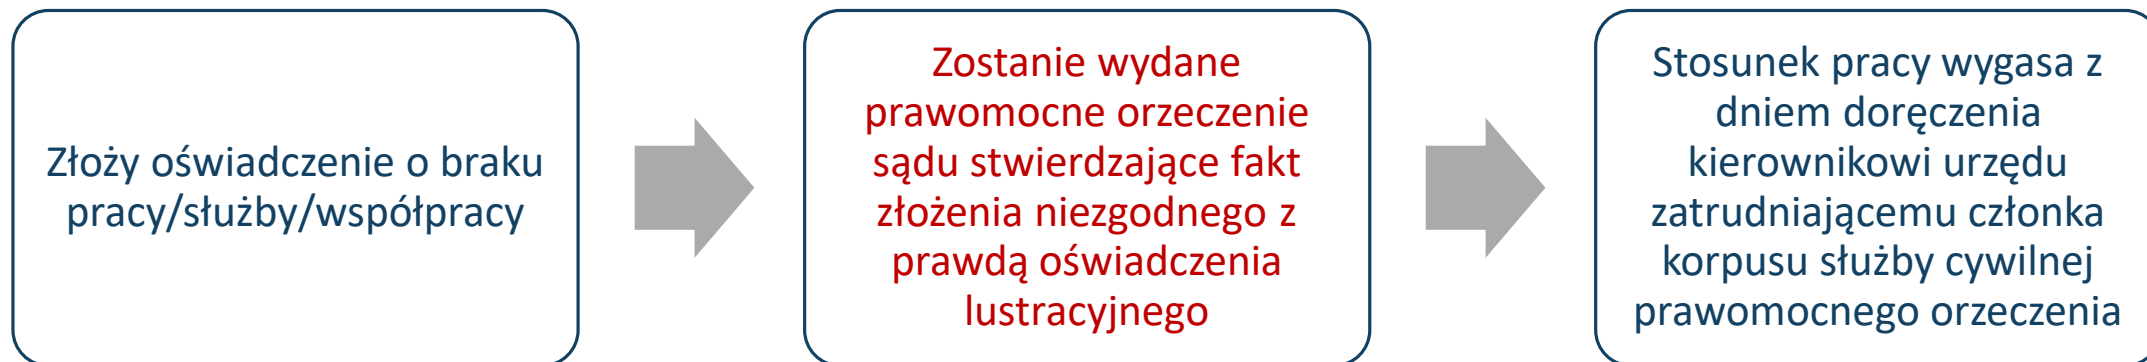 Złoży oświadczenie o braku
pracy/służby/współpracy
Zostanie wydane
prawomocne orzeczenie
sądu stwierdzające fakt
złożenia niezgodnego z
prawdą oświadczenia
lustracyjnego
Stosunek pracy wygasa z
dniem doręczenia
kierownikowi urzędu
zatrudniającemu członka
korpusu służby cywilnej
prawomocnego orzeczenia